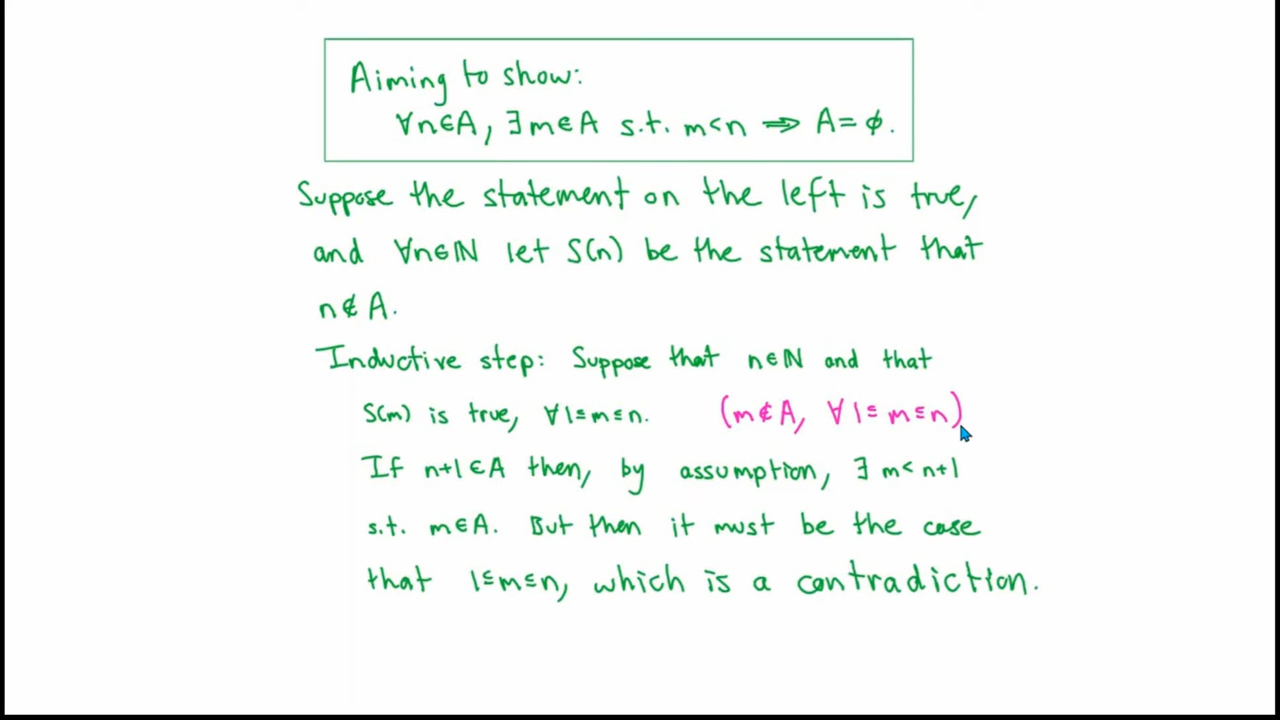 Aiming to show:
∀n∈A, ∃m∈A s.t. m<n ⇒ A=ϕ.
Suppose the statement on the left is true,
and ∀n∈ℕ let S(n) be the statement that
n∉A.
Inductive step: Suppose that n∈ℕ and that
S(m) is true, ∀1≤m≤n. (m∉A, ∀1≤m≤n)
If n+1∈A then, by assumption, ∃ m<n+1
s.t. m∈A. But then it must be the case
that 1≤m≤n, which is a contradiction.